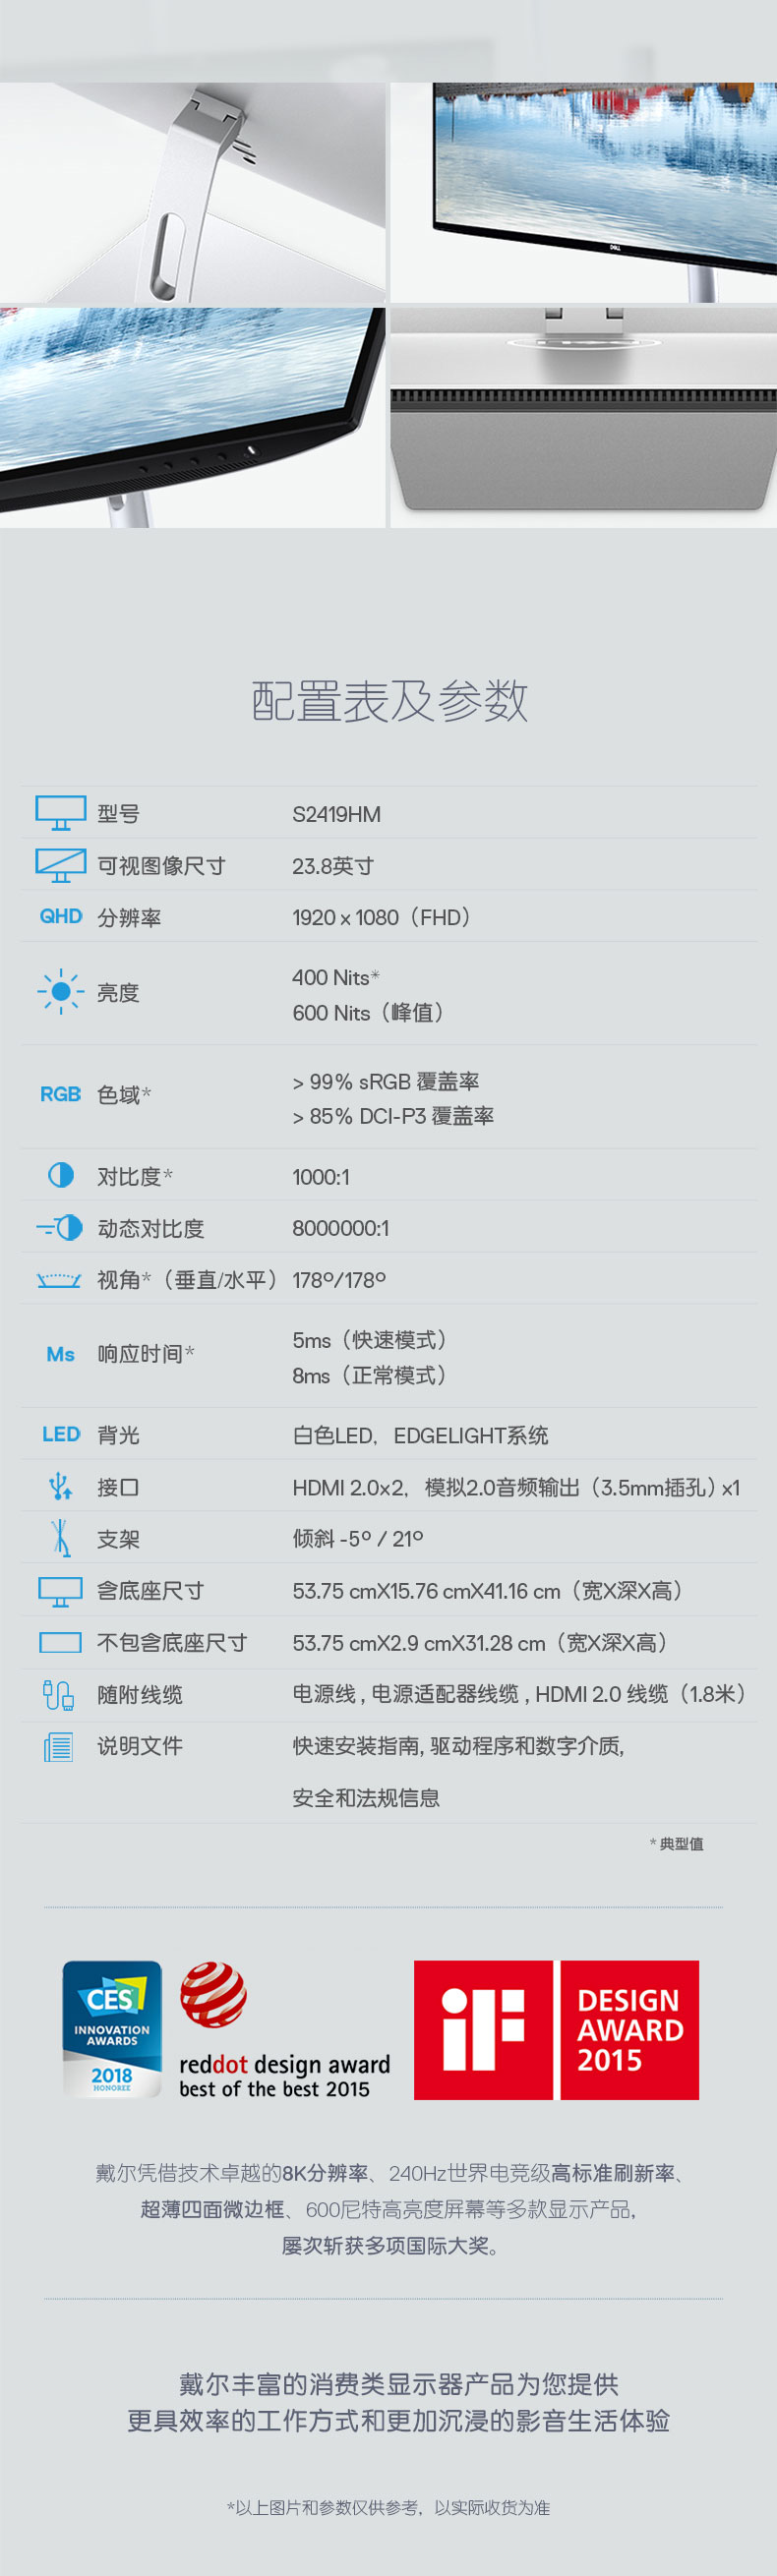 DELL
配置表及参数
型号 S2419HM
可视图像尺寸 23.8英寸
QHD 分辨率 1920 x 1080（FHD）
亮度 400 Nits*
600 Nits（峰值）
RGB 色域* > 99% sRGB 覆盖率
> 85% DCI-P3 覆盖率
对比度* 1000:1
动态对比度 8000000:1
视角*（垂直/水平） 178º/178º
Ms 响应时间* 5ms（快速模式）
8ms（正常模式）
LED 背光 白色LED，EDGELIGHT系统
接口 HDMI 2.0x2，模拟2.0音频输出（3.5mm插孔) x1
支架 倾斜 -5º / 21º
含底座尺寸 53.75 cmX15.76 cmX41.16 cm（宽X深X高）
不包含底座尺寸 53.75 cmX2.9 cmX31.28 cm（宽X深X高）
随附线缆 电源线 , 电源适配器线缆 , HDMI 2.0 线缆（1.8米）
说明文件 快速安装指南, 驱动程序和数字介质,
安全和法规信息
* 典型值
CES
INNOVATION
AWARDS
2018
HONOREE
reddot design award
best of the best 2015
iF
DESIGN
AWARD
2015
戴尔凭借技术卓越的8K分辨率、240Hz世界电竞级高标准刷新率、
超薄四面微边框、600尼特高亮度屏幕等多款显示产品,
屡次斩获多项国际大奖。
戴尔丰富的消费类显示器产品为您提供
更具效率的工作方式和更加沉浸的影音生活体验
*以上图片和参数仅供参考，以实际收货为准